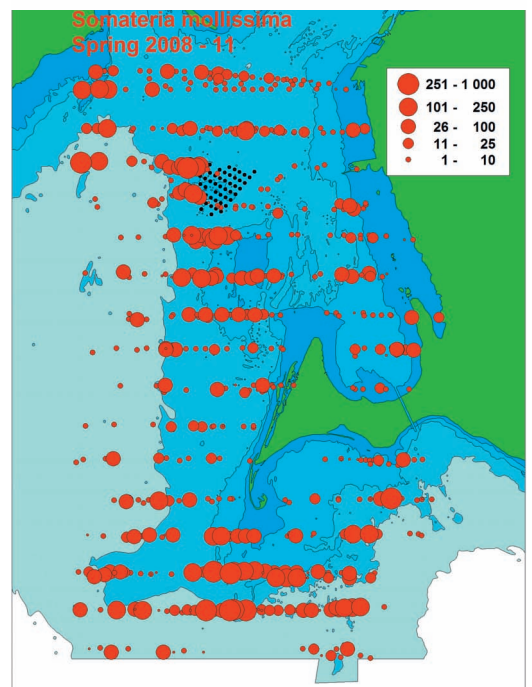 Somateria mollissima
Spring 2008 - 11
251 - 1 000
101 - 250
26 - 100
11 - 25
1 - 10